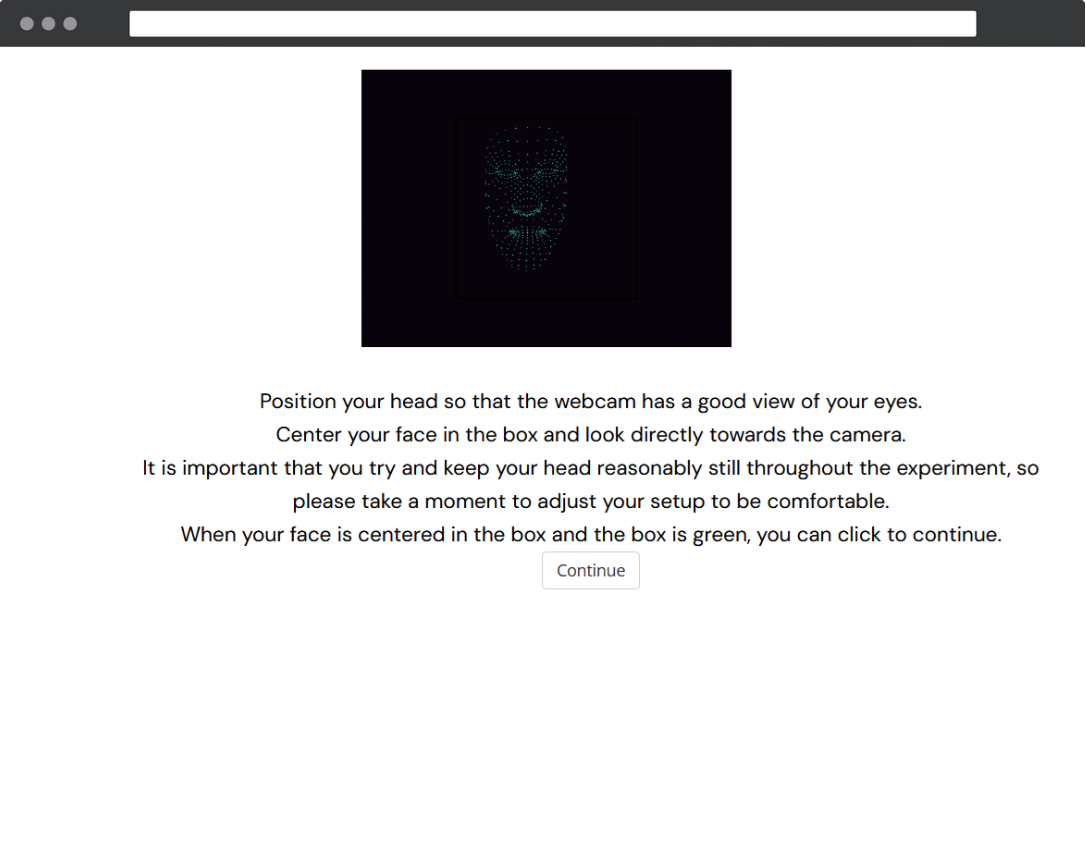 Position your head so that the webcam has a good view of your eyes.
Center your face in the box and look directly towards the camera.
It is important that you try and keep your head reasonably still throughout the experiment, so
please take a moment to adjust your setup to be comfortable.
When your face is centered in the box and the box is green, you can click to continue.
Continue